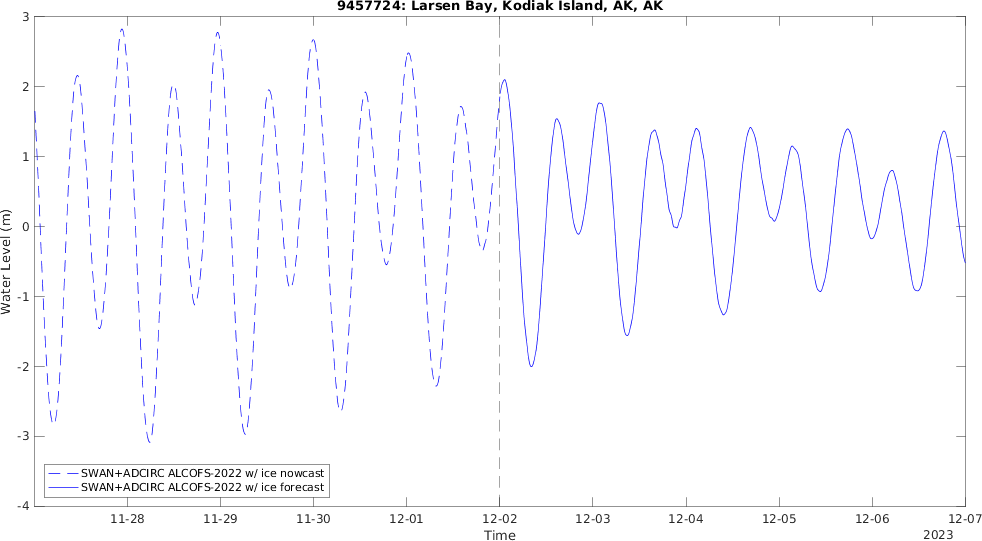 9457724: Larsen Bay, Kodiak Island, AK, AK
3
2
1
0
-1
-2
-3
-4
Water Level (m)
SWAN+ADCIRC ALCOFS-2022 w/ ice nowcast
SWAN+ADCIRC ALCOFS-2022 w/ ice forecast
11-28 11-29 11-30 12-01 12-02 12-03 12-04 12-05 12-06 12-07
Time
2023